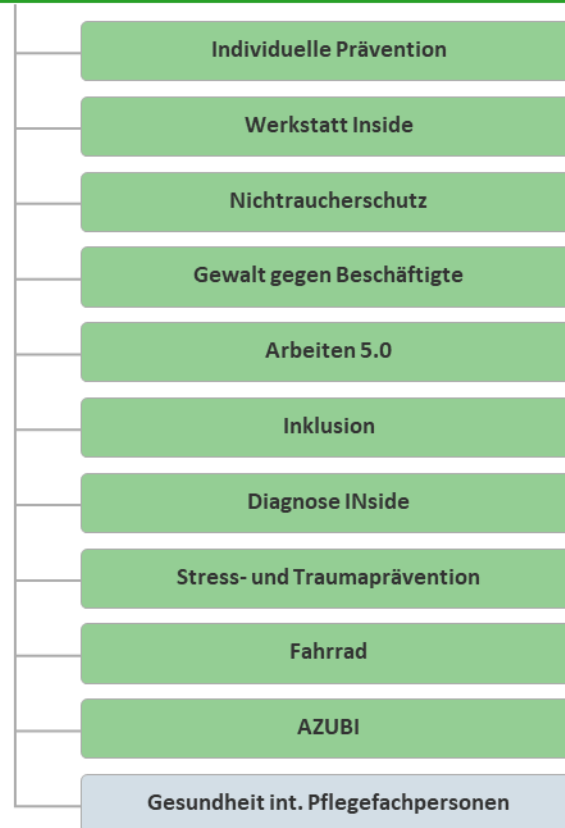 Individuelle Prävention
Werkstatt Inside
Nichtraucherschutz
Gewalt gegen Beschäftigte
Arbeiten 5.0
Inklusion
Diagnose INside
Stress- und Traumaprävention
Fahrrad
AZUBI
Gesundheit int. Pflegefachpersonen